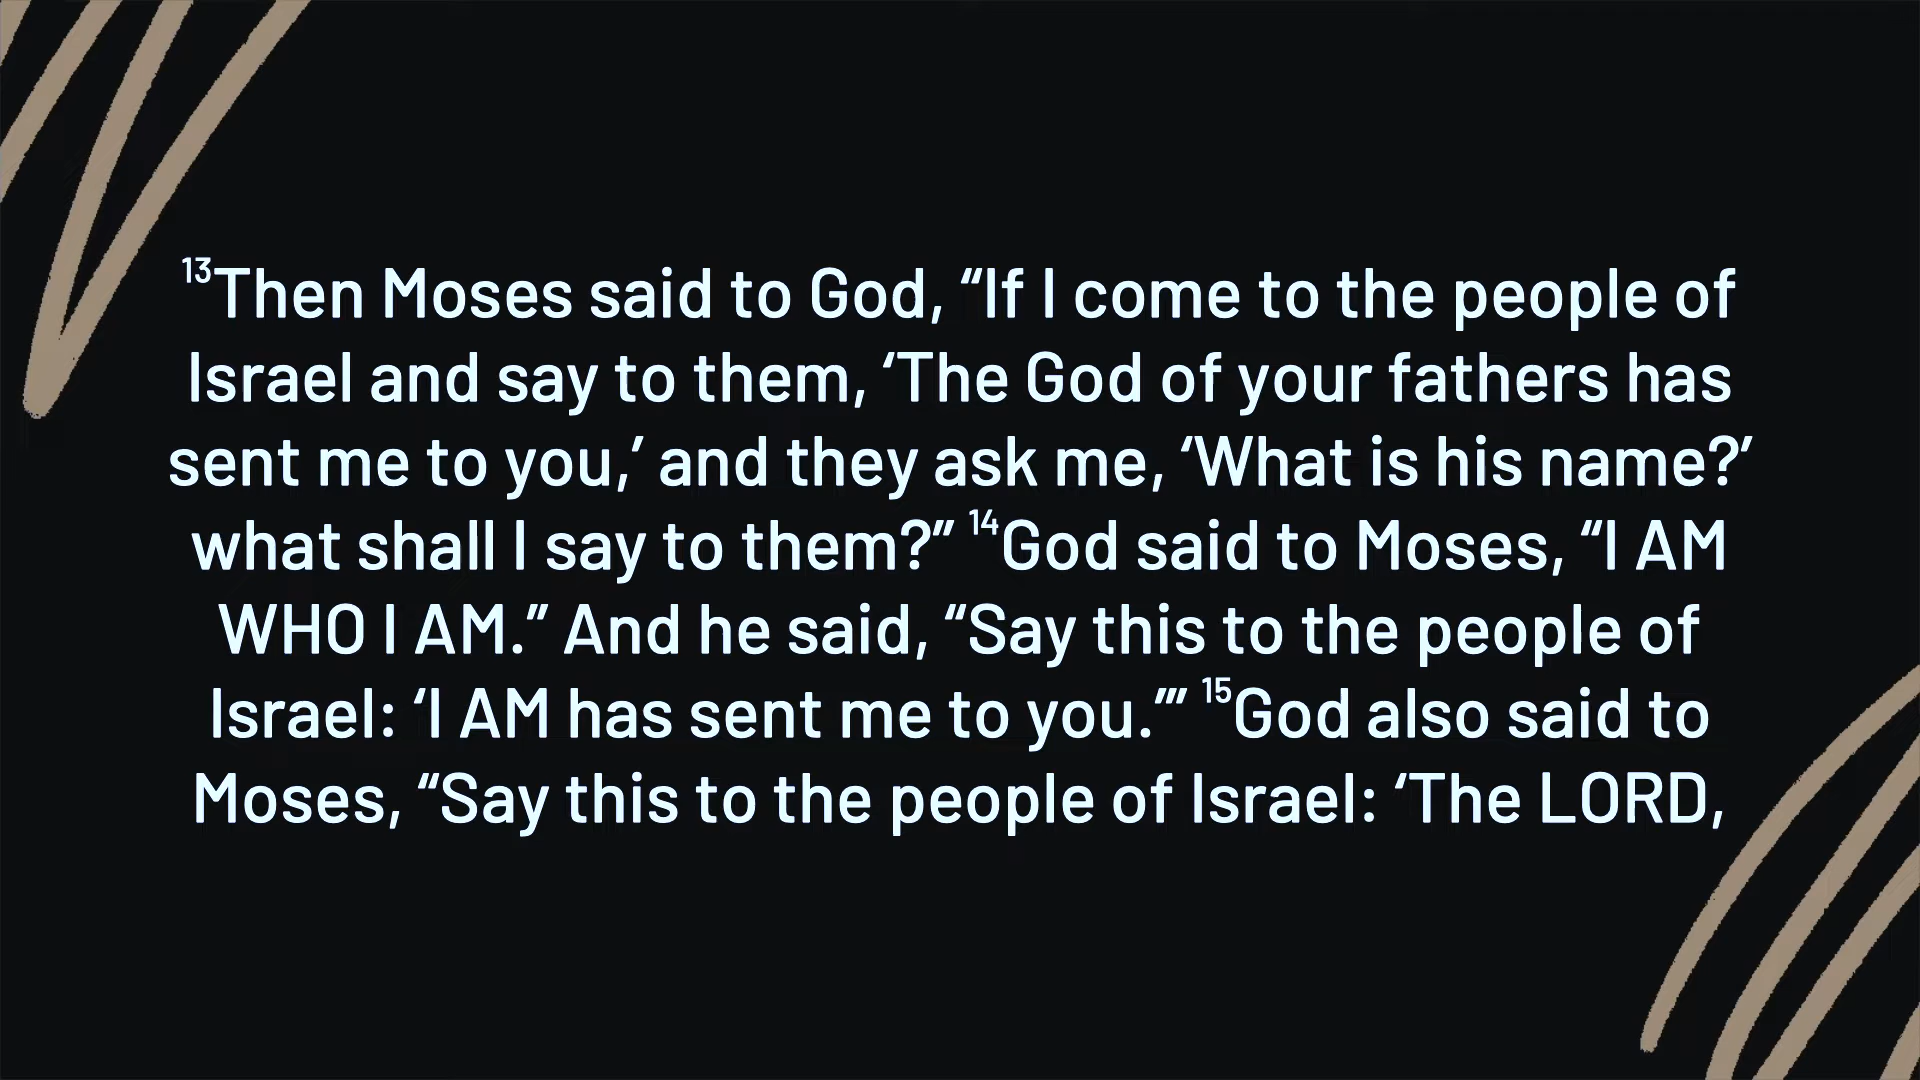 ¹³Then Moses said to God, “If I come to the people of
Israel and say to them, ‘The God of your fathers has
sent me to you,’ and they ask me, ‘What is his name?’
what shall I say to them?” ¹⁴God said to Moses, “I AM
WHO I AM.” And he said, “Say this to the people of
Israel: ‘I AM has sent me to you.’” ¹⁵God also said to
Moses, “Say this to the people of Israel: ‘The LORD,